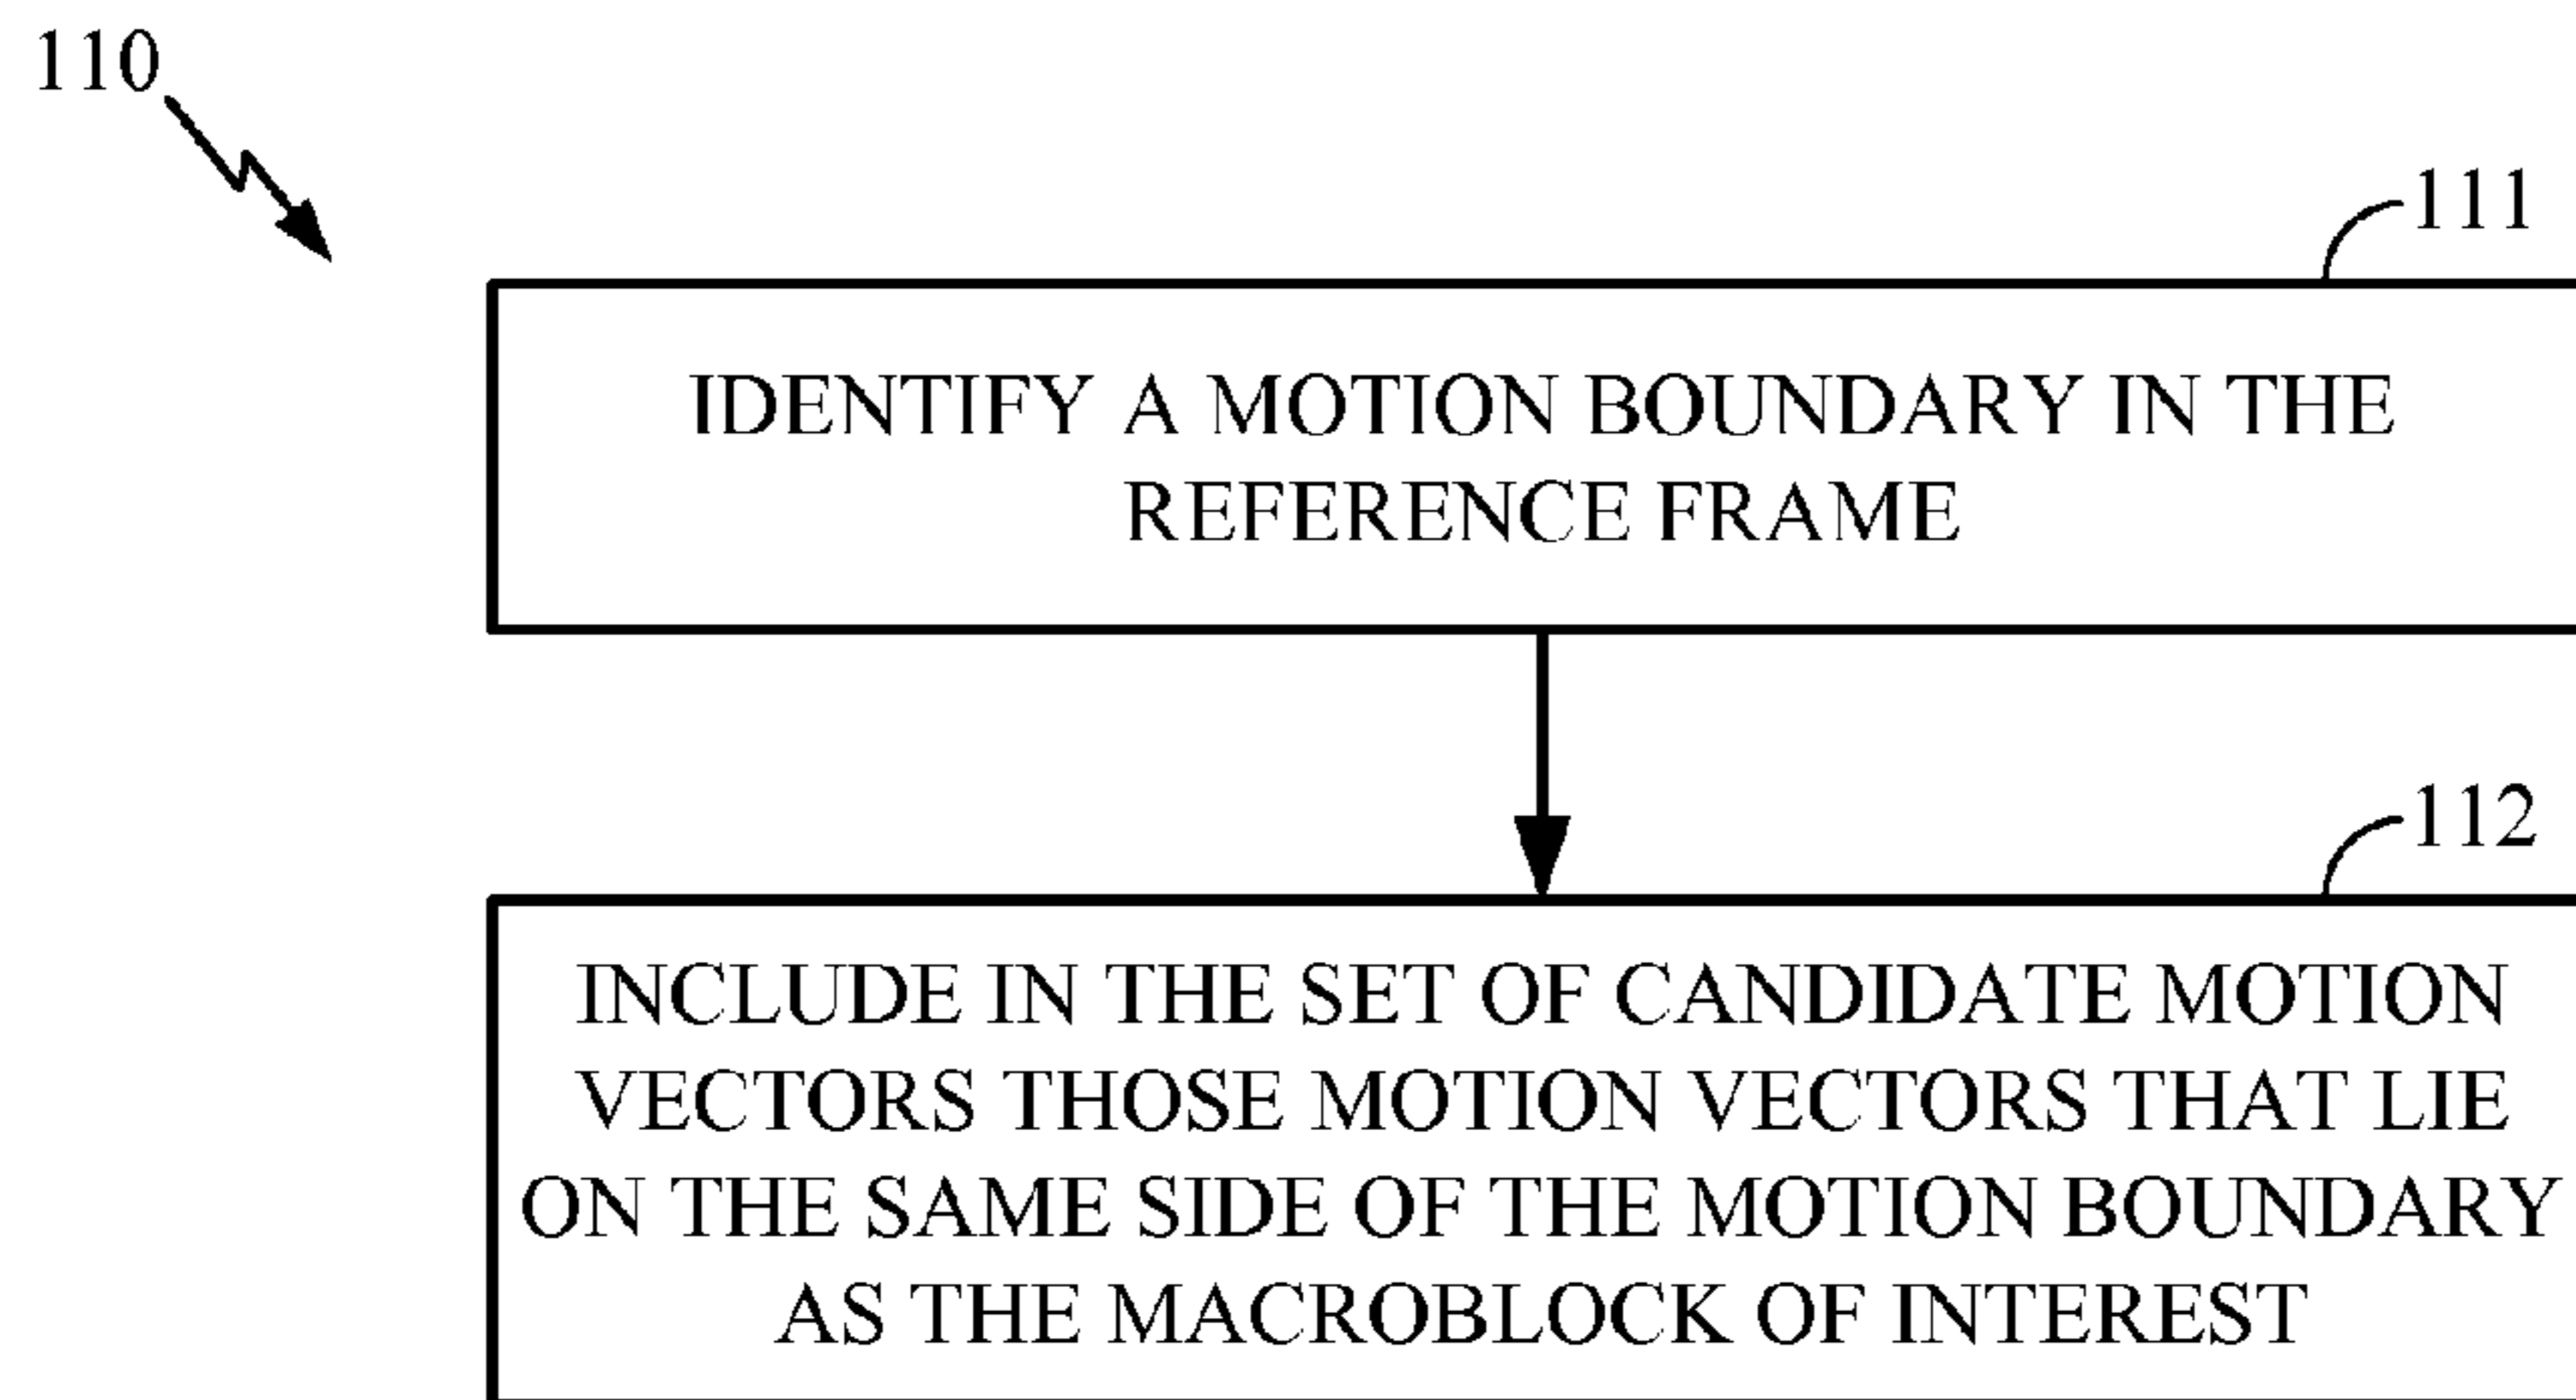 110
111
IDENTIFY A MOTION BOUNDARY IN THE
REFERENCE FRAME
112
INCLUDE IN THE SET OF CANDIDATE MOTION
VECTORS THOSE MOTION VECTORS THAT LIE
ON THE SAME SIDE OF THE MOTION BOUNDARY
AS THE MACROBLOCK OF INTEREST